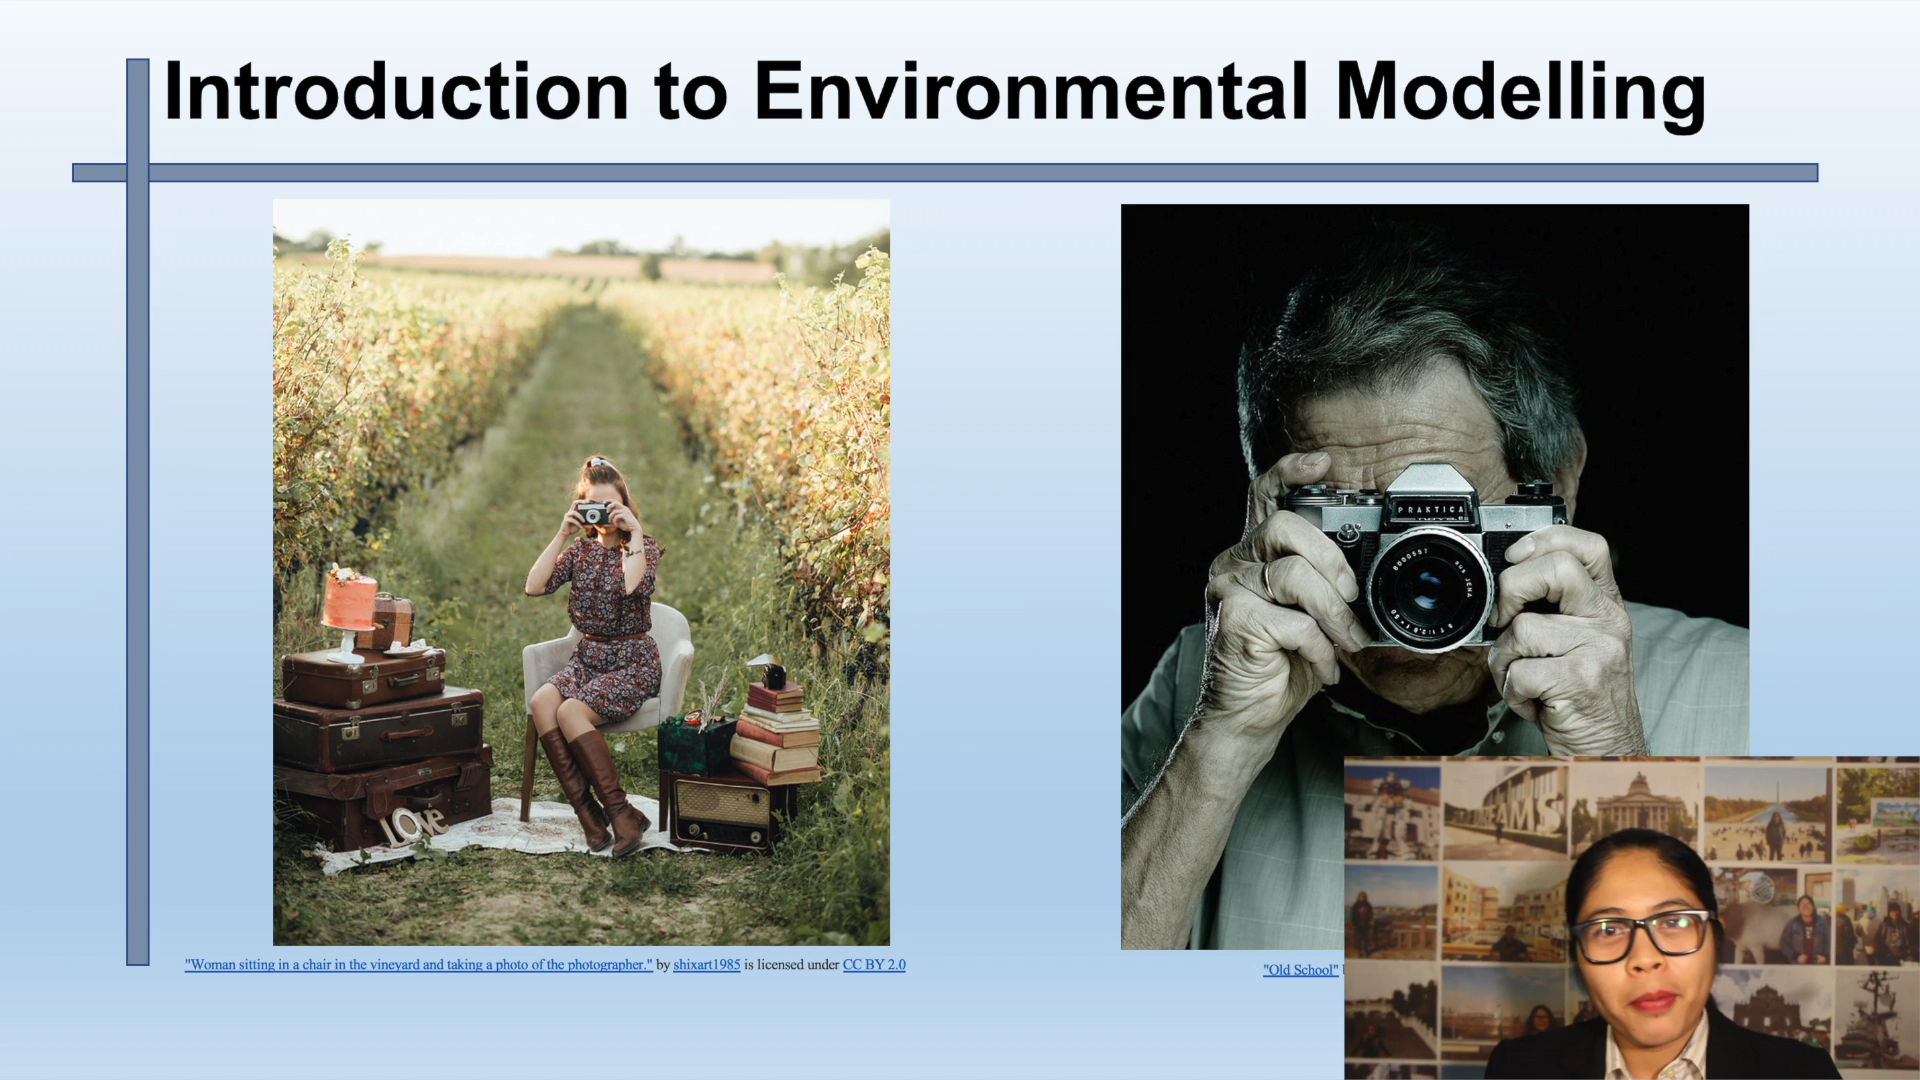 Introduction to Environmental Modelling
LOVE
PRAKTICA
"Woman sitting in a chair in the vineyard and taking a photo of the photographer." by shixart1985 is licensed under CC BY 2.0
"Old School"